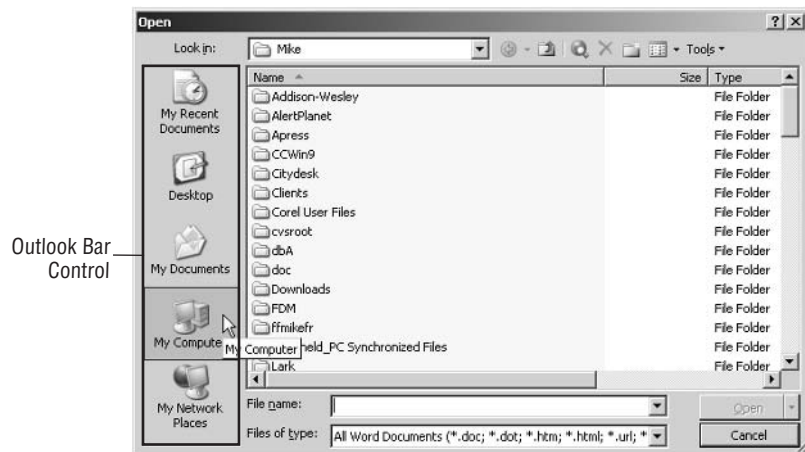 Open
Look in:
Mike
Tools
My Recent
Documents
Desktop
My Documents
My Compute
My Network
Places
Outlook Bar
Control
Name Size Type
Addison-Wesley File Folder
AlertPlanet File Folder
Apress File Folder
CCWin9 File Folder
Citydesk File Folder
Clients File Folder
Corel User Files File Folder
cvsroot File Folder
dbA File Folder
doc File Folder
Downloads File Folder
FDM File Folder
ffmikefr File Folder
My Computer held_PC Synchronized Files File Folder
Lark File Folder
File name:
Open
Files of type: All Word Documents (*.doc; *.dot; *.htm; *.html; *.url; *
Cancel